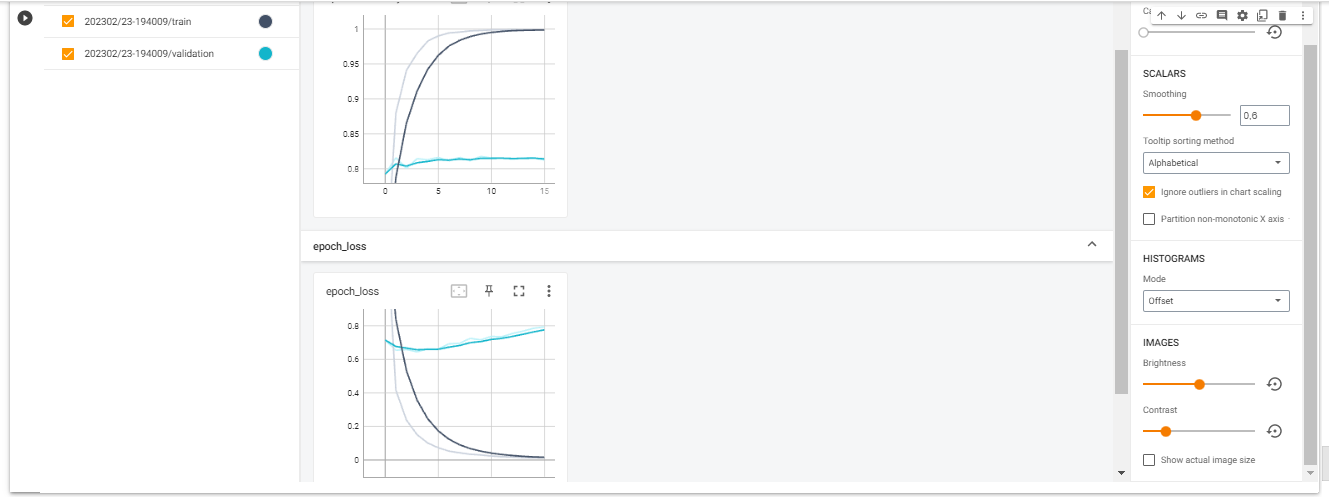 202302/23-194009/train
202302/23-194009/validation
1
0.95
0.9
0.85
0.8
0 5 10 15
epoch_loss
epoch_loss
0.8
0.6
0.4
0.2
0
SCALARS
Smoothing
0,6
Tooltip sorting method
Alphabetical
Ignore outliers in chart scaling
Partition non-monotonic X axis
HISTOGRAMS
Mode
Offset
IMAGES
Brightness
Contrast
Show actual image size